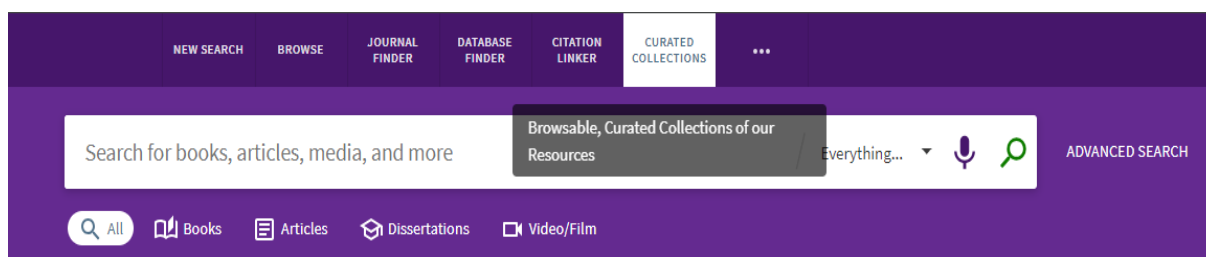 NEW SEARCH
BROWSE
JOURNAL
FINDER
DATABASE
FINDER
CITATION
LINKER
CURATED
COLLECTIONS
•••
Browsable, Curated Collections of our
Resources
Search for books, articles, media, and more
Everything...
ADVANCED SEARCH
All
Books
Articles
Dissertations
Video/Film